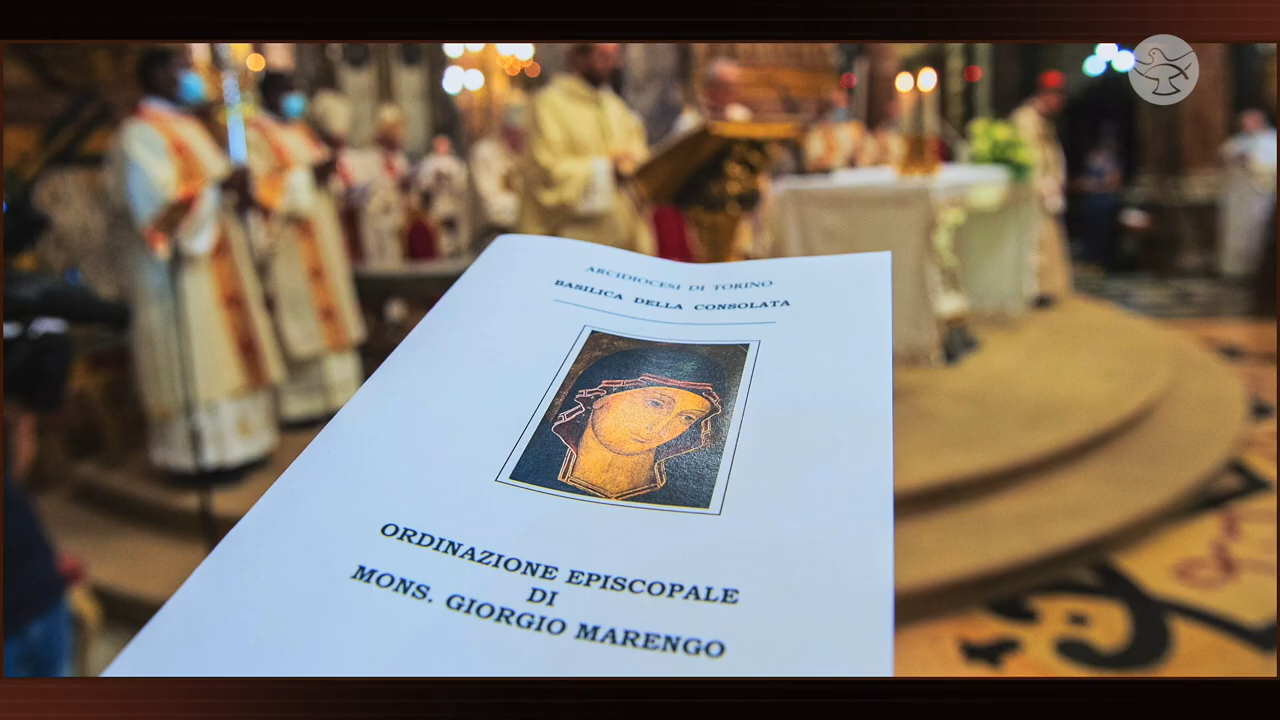 ARCIDIOCESI DI TORINO
BASILICA DELLA CONSOLATA
ORDINAZIONE EPISCOPALE
DI
MONS. GIORGIO MARENGO